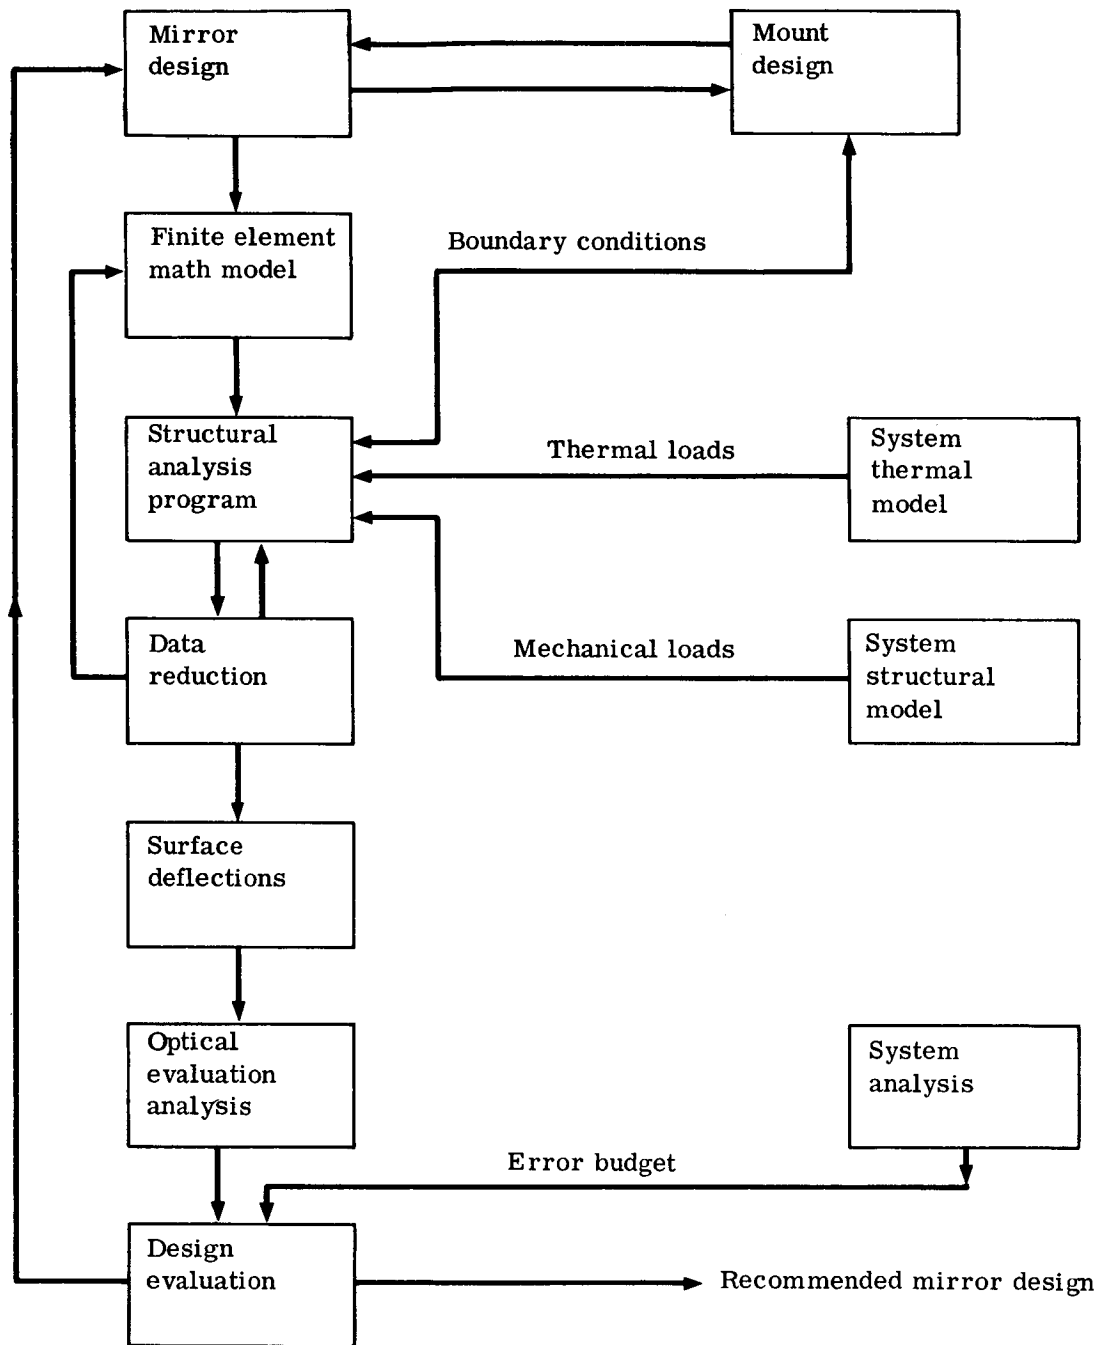 Mirror
design
Mount
design
Finite element
math model
Boundary conditions
Structural
analysis
program
Thermal loads
System
thermal
model
Data
reduction
Mechanical loads
System
structural
model
Surface
deflections
Optical
evaluation
analysis
System
analysis
Error budget
Design
evaluation
Recommended mirror design